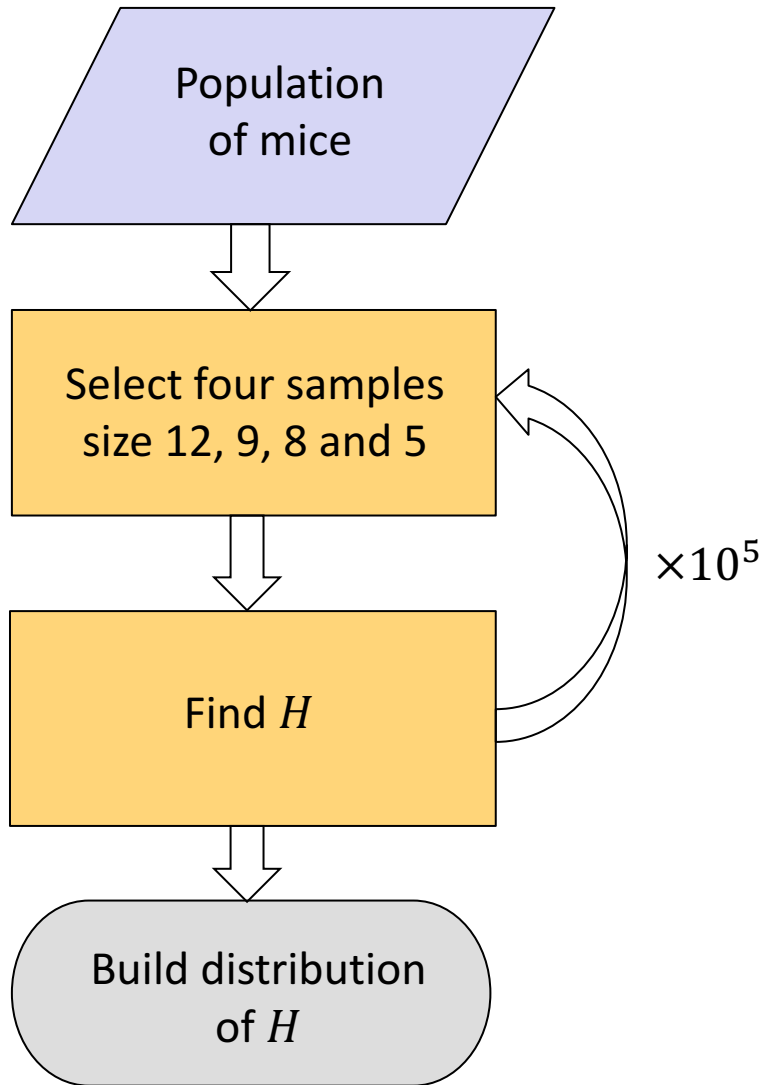 Population
of mice
Select four samples
size 12, 9, 8 and 5
×10⁵
Find H
Build distribution
of H